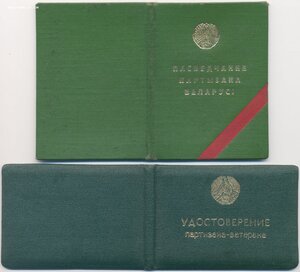 ПАСВЕДЧАННЕ
ПАРТЫЗАНА
БЕЛАРУСІ
УДОСТОВЕРЕНИЕ
партизана-ветерана